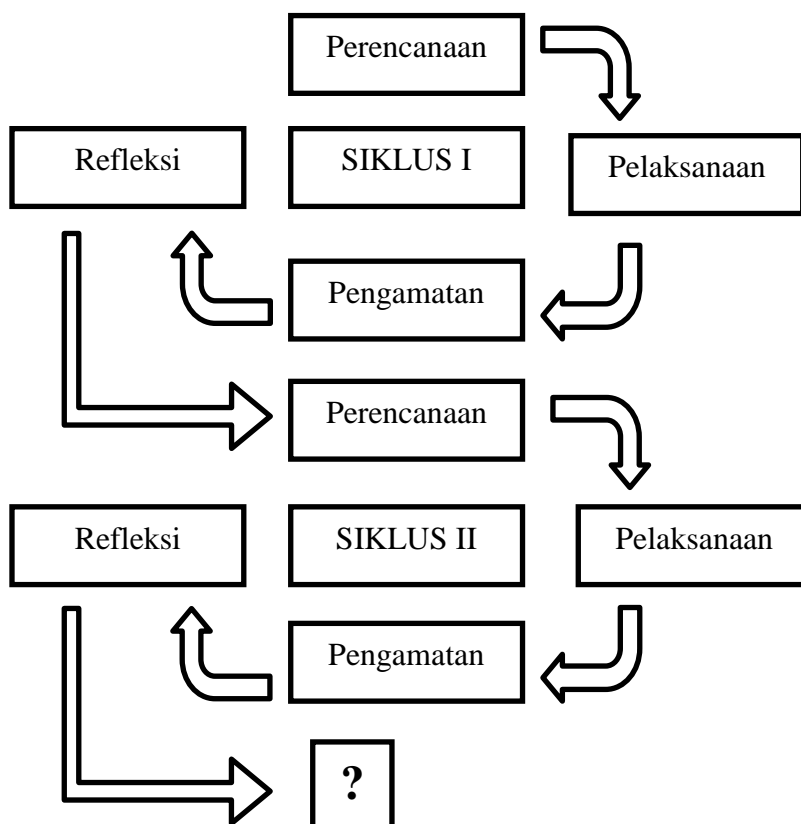 Perencanaan
Refleksi
SIKLUS I
Pelaksanaan
Pengamatan
Perencanaan
Refleksi
SIKLUS II
Pelaksanaan
Pengamatan
?